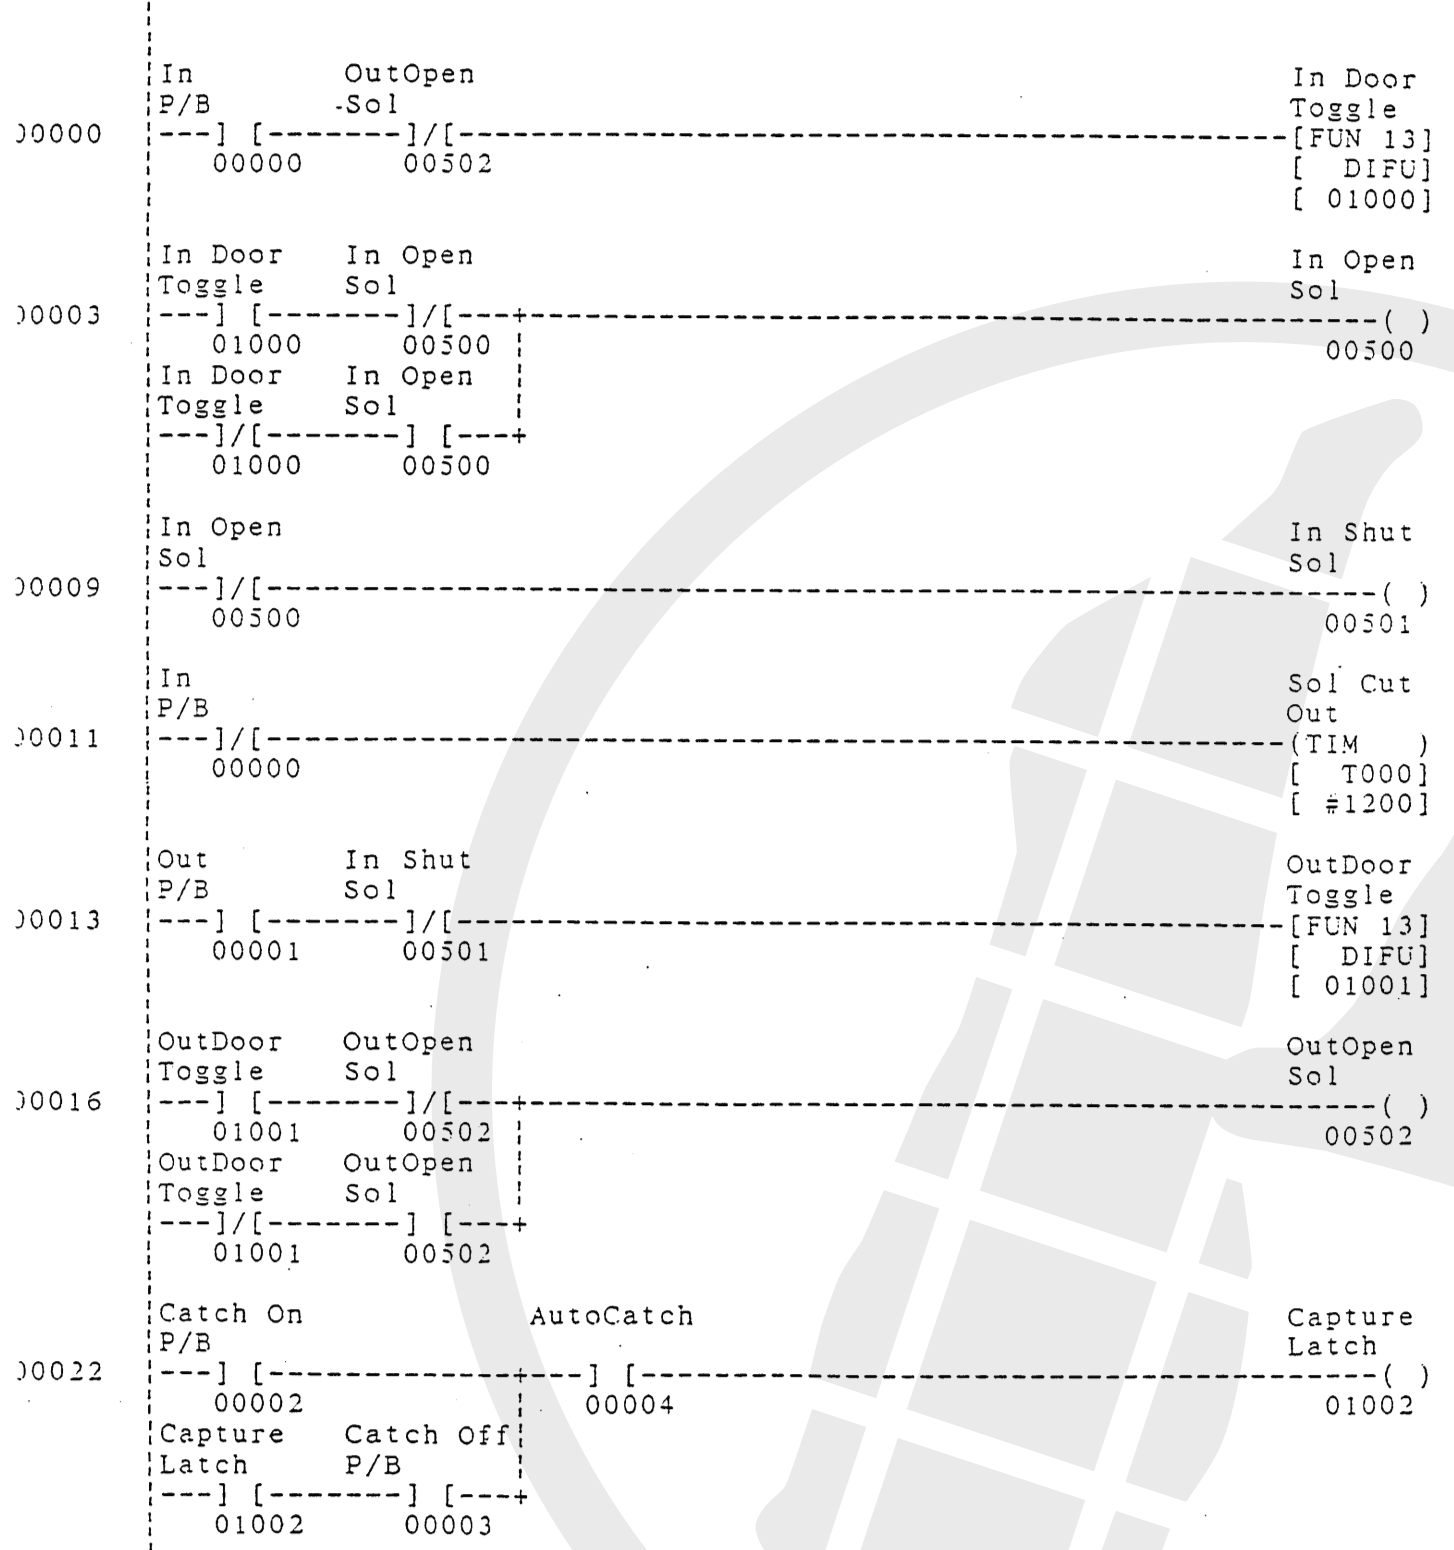 In OutOpen In Door
P/B -Sol Toggle
00000 ---] [-------]/[-----------------------------------------------[FUN 13]
00000 00502 [ DIFU]
[ 01000]
In Door In Open In Open
Toggle Sol Sol
00003 ---] [-------]/[---+-------------------------------------------------( )
01000 00500 00500
In Door In Open
Toggle Sol
---]/[-------] [---+
01000 00500
In Open In Shut
Sol Sol
00009 ---]/[---------------------------------------------------------------( )
00500 00501
In Sol Cut
P/B Out
00011 ---]/[----------------------------------------------------------(TIM )
00000 [ T000]
[ #1200]
Out In Shut OutDoor
P/B Sol Toggle
00013 ---] [-------]/[-----------------------------------------------[FUN 13]
00001 00501 [ DIFU]
[ 01001]
OutDoor OutOpen OutOpen
Toggle Sol Sol
00016 ---] [-------]/[---+-------------------------------------------------( )
01001 00502 00502
OutDoor OutOpen
Toggle Sol
---]/[-------] [---+
01001 00502
Catch On AutoCatch Capture
P/B Latch
00022 ---] [--------------+---] [------------------------------------------( )
00002 00004 01002
Capture Catch Off
Latch P/B
---] [-------] [---+
01002 00003